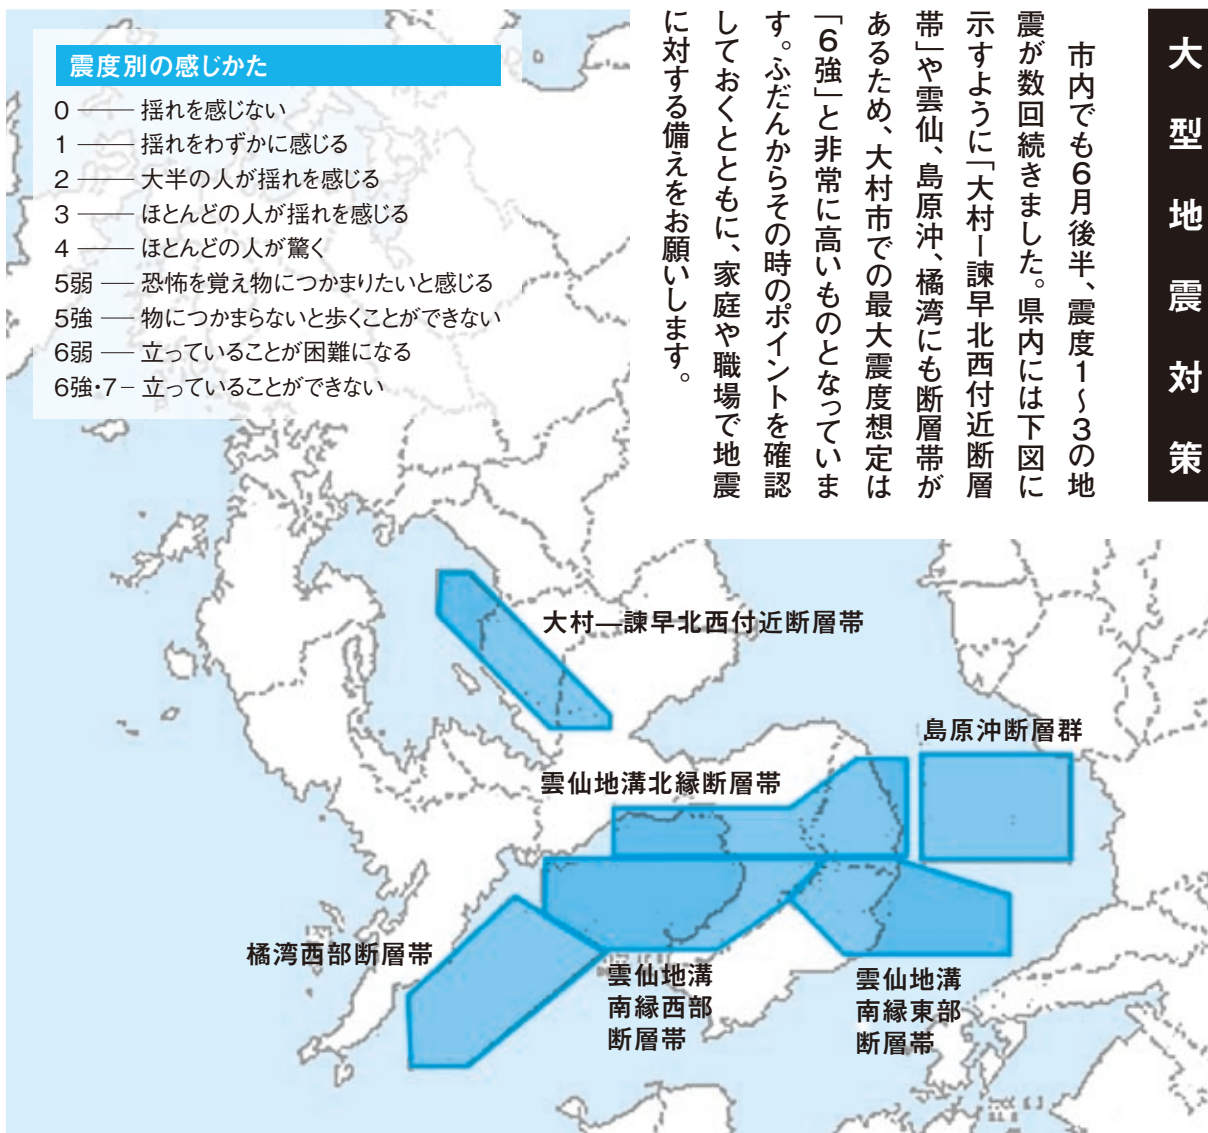 大型地震対策
市内でも6月後半、震度1〜3の地
震が数回続きました。県内には下図に
示すように「大村ー諫早北西付近断層
帯」や雲仙、島原沖、橘湾にも断層帯が
あるため、大村市での最大震度想定は
「6強」と非常に高いものとなっていま
す。ふだんからその時のポイントを確認
しておくとともに、家庭や職場で地震
に対する備えをお願いします。
震度別の感じかた
0 ── 揺れを感じない
1 ── 揺れをわずかに感じる
2 ── 大半の人が揺れを感じる
3 ── ほとんどの人が揺れを感じる
4 ── ほとんどの人が驚く
5弱 ─ 恐怖を覚え物につかまりたいと感じる
5強 ─ 物につかまらないと歩くことができない
6弱 ─ 立っていることが困難になる
6強・7 − 立っていることができない
大村―諫早北西付近断層帯
島原沖断層群
雲仙地溝北縁断層帯
橘湾西部断層帯
雲仙地溝
南縁西部
断層帯
雲仙地溝
南縁東部
断層帯